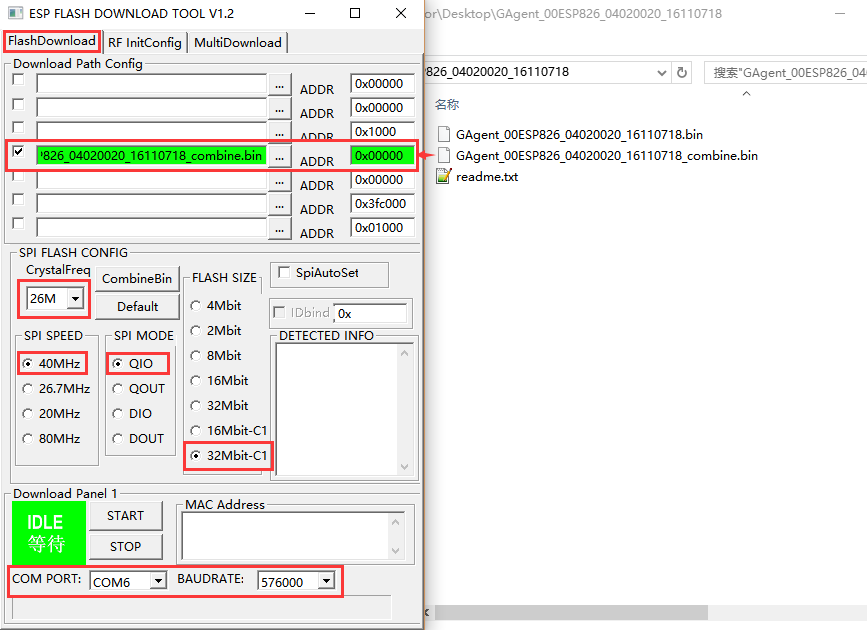 ESP FLASH DOWNLOAD TOOL V1.2
FlashDownload RF InitConfig MultiDownload
Download Path Config
... ADDR 0x00000
... ADDR 0x00000
... ADDR 0x1000
826_04020020_16110718_combine.bin ... ADDR 0x00000
... ADDR 0x00000
... ADDR 0x3fc000
... ADDR 0x01000
SPI FLASH CONFIG
CrystalFreq
26M
CombineBin
Default
SPI SPEED
40MHz
26.7MHz
20MHz
80MHz
SPI MODE
QIO
QOUT
DIO
DOUT
FLASH SIZE
4Mbit
2Mbit
8Mbit
16Mbit
32Mbit
16Mbit-C1
32Mbit-C1
SpiAutoSet
IDbind 0x
DETECTED INFO
Download Panel 1
IDLE
等待
START
STOP
MAC Address
COM PORT: COM6 BAUDRATE: 576000
or\Desktop\GAgent_00ESP826_04020020_16110718
826_04020020_16110718
搜索"GAgent_00ESP826_04
名称
GAgent_00ESP826_04020020_16110718.bin
GAgent_00ESP826_04020020_16110718_combine.bin
readme.txt